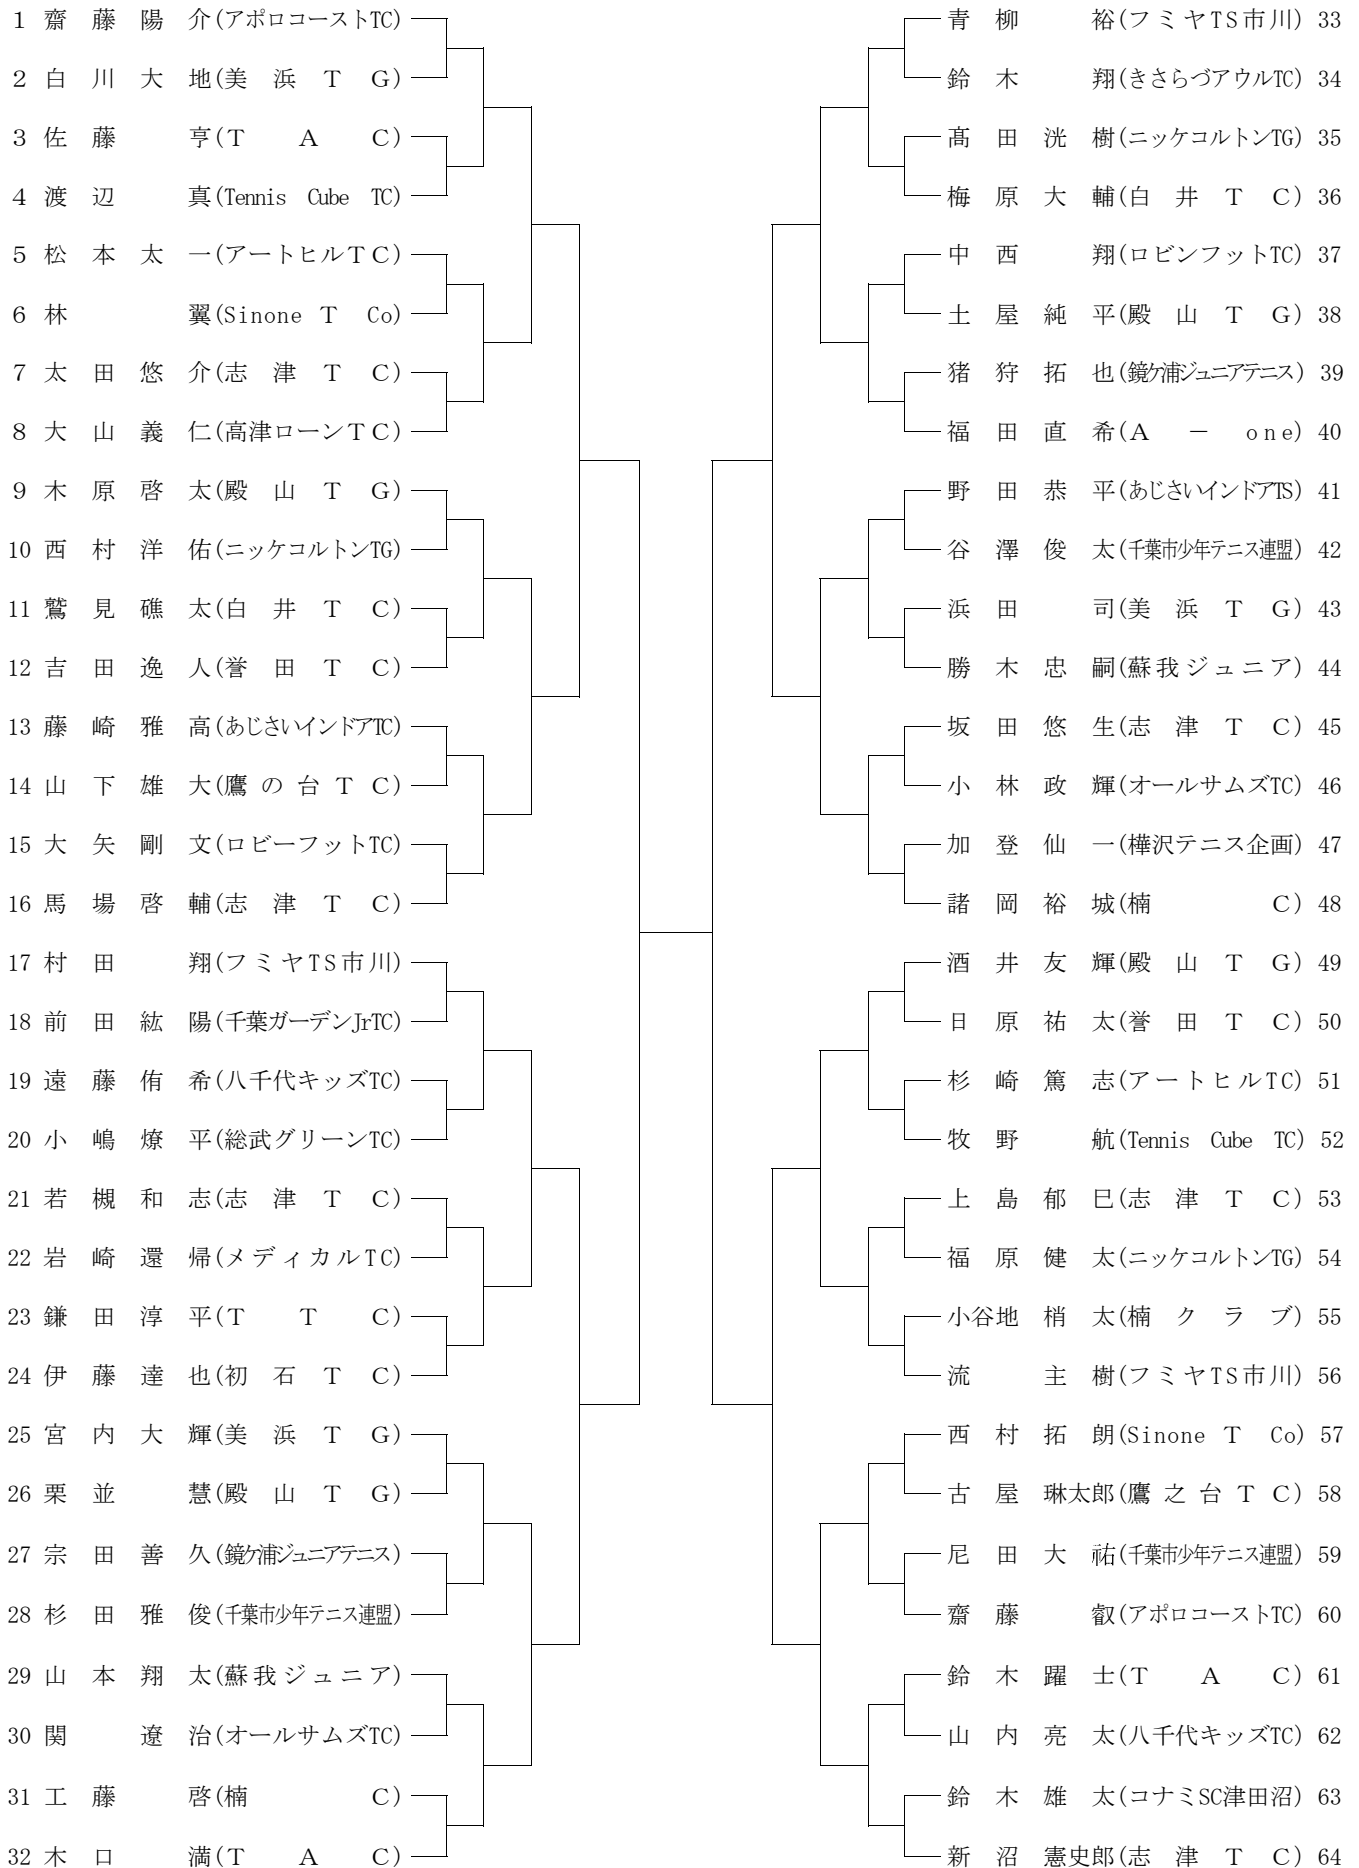 1 齋藤陽介(アポロコーストTC)
2 白川大地(美浜TG)
3 佐藤亨(TAC)
4 渡辺真(Tennis Cube TC)
5 松本太一(アートヒルTC)
6 林翼(Sinone T Co)
7 太田悠介(志津TC)
8 大山義仁(高津ローンTC)
9 木原啓太(殿山TG)
10 西村洋佑(ニッケコルトンTG)
11 鷲見礁太(白井TC)
12 吉田逸人(誉田TC)
13 藤崎雅高(あじさいインドアTC)
14 山下雄大(鷹の台TC)
15 大矢剛文(ロビーフットTC)
16 馬場啓輔(志津TC)
17 村田翔(フミヤTS市川)
18 前田紘陽(千葉ガーデンJrTC)
19 遠藤侑希(八千代キッズTC)
20 小嶋燎平(総武グリーンTC)
21 若槻和志(志津TC)
22 岩崎還帰(メディカルTC)
23 鎌田淳平(TTC)
24 伊藤達也(初石TC)
25 宮内大輝(美浜TG)
26 栗並慧(殿山TG)
27 宗田善久(鏡ケ浦ジュニアテニス)
28 杉田雅俊(千葉市少年テニス連盟)
29 山本翔太(蘇我ジュニア)
30 関遼治(オールサムズTC)
31 工藤啓(楠C)
32 木口満(TAC)
青柳裕(フミヤTS市川) 33
鈴木翔(きさらづアウルTC) 34
髙田洸樹(ニッケコルトンTG) 35
梅原大輔(白井TC) 36
中西翔(ロビンフットTC) 37
土屋純平(殿山TG) 38
猪狩拓也(鏡ケ浦ジュニアテニス) 39
福田直希(A－one) 40
野田恭平(あじさいインドアTS) 41
谷澤俊太(千葉市少年テニス連盟) 42
浜田司(美浜TG) 43
勝木忠嗣(蘇我ジュニア) 44
坂田悠生(志津TC) 45
小林政輝(オールサムズTC) 46
加登仙一(樺沢テニス企画) 47
諸岡裕城(楠C) 48
酒井友輝(殿山TG) 49
日原祐太(誉田TC) 50
杉崎篤志(アートヒルTC) 51
牧野航(Tennis Cube TC) 52
上島郁巳(志津TC) 53
福原健太(ニッケコルトンTG) 54
小谷地梢太(楠クラブ) 55
流主樹(フミヤTS市川) 56
西村拓朗(Sinone T Co) 57
古屋琳太郎(鷹之台TC) 58
尼田大祐(千葉市少年テニス連盟) 59
齋藤叡(アポロコーストTC) 60
鈴木躍士(TAC) 61
山内亮太(八千代キッズTC) 62
鈴木雄太(コナミSC津田沼) 63
新沼憲史郎(志津TC) 64